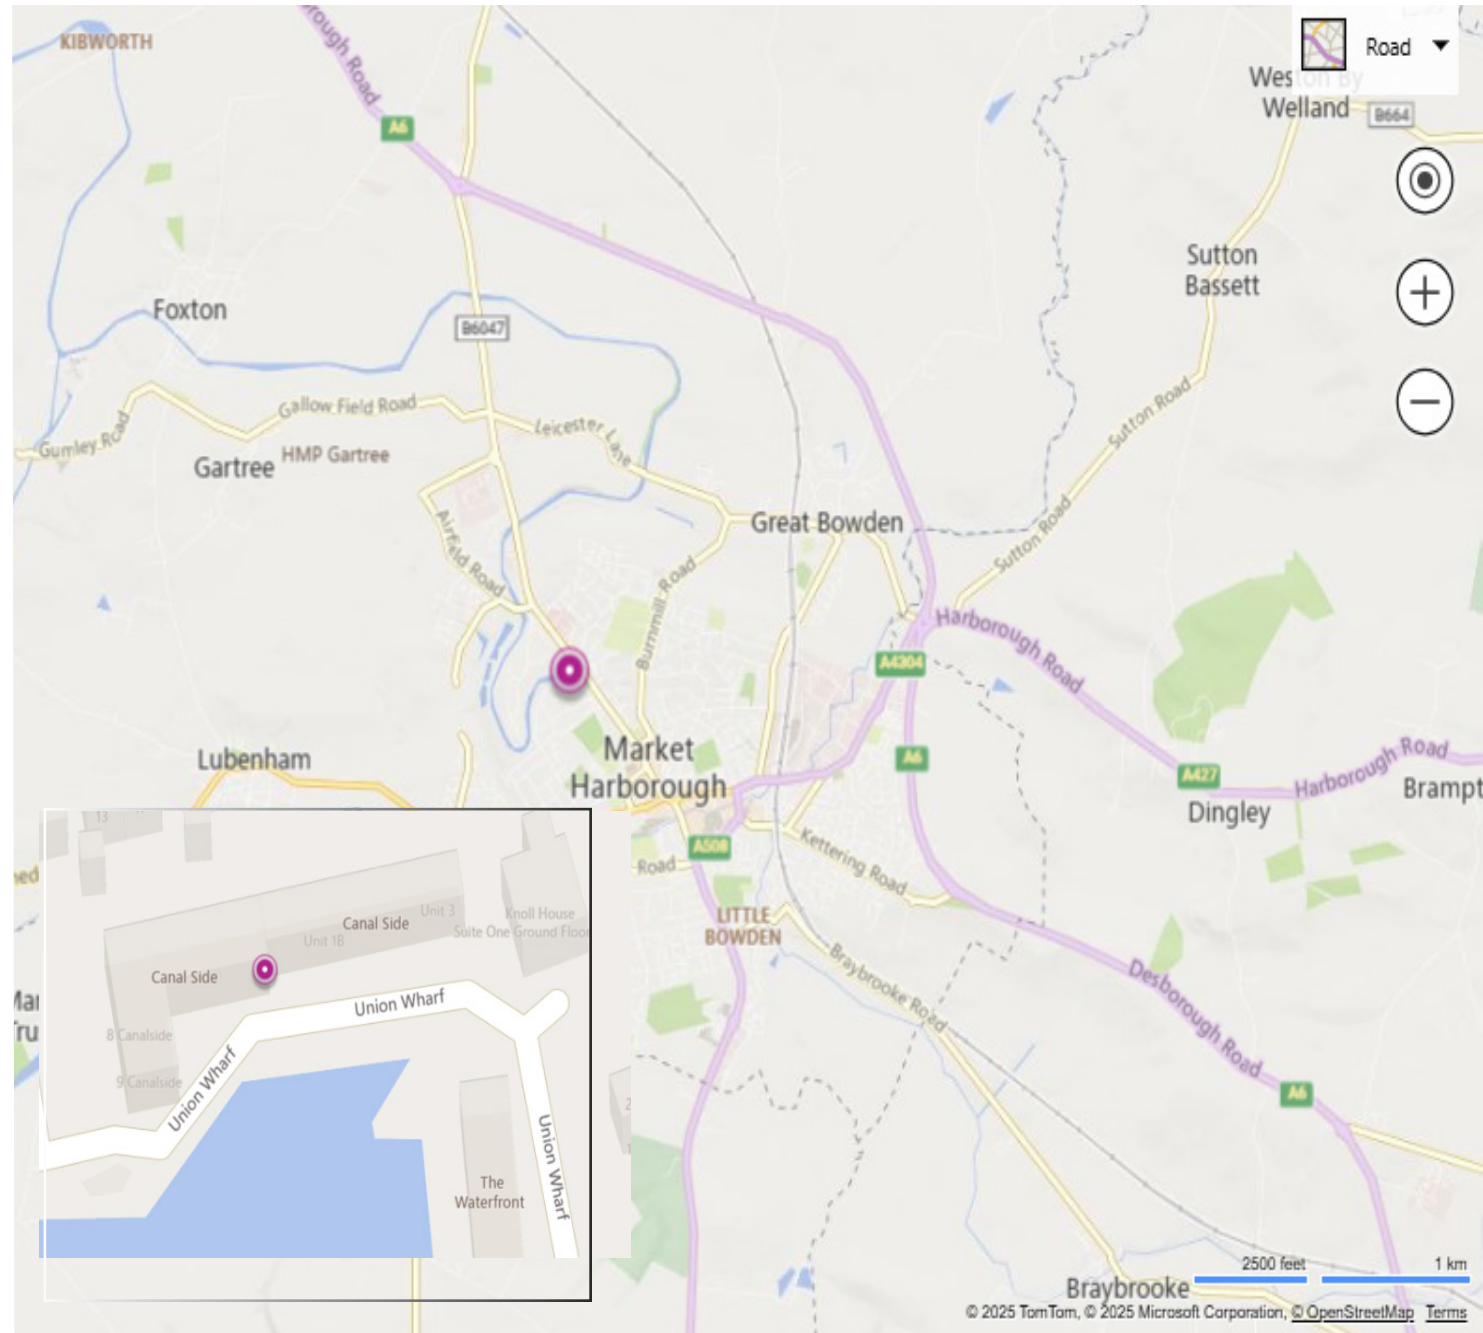 KIBWORTH
rough Road
A6
Road
Weston By
Welland
B664
Sutton
Bassett
Foxton
B6047
Gallow Field Road
Sutton Road
Gumley Road
Leicester Lane
HMP Gartree
Gartree
Great Bowden
Sutton Road
Airfield Road
Burnmill Road
Harborough Road
A4304
Market
Harborough
Lubenham
A6
A427
Harborough Road
Brampt
Dingley
A508
Kettering Road
Road
LITTLE
BOWDEN
Braybrooke Road
Desborough Road
A6
13
Canal Side
Unit 3
Unit 1B
Knoll House
Suite One Ground Floor
Canal Side
Union Wharf
8 Canalside
9 Canalside
Union Wharf
Union Wharf
The
Waterfront
Braybrooke
2500 feet
1 km
© 2025 TomTom, © 2025 Microsoft Corporation, © OpenStreetMap Terms